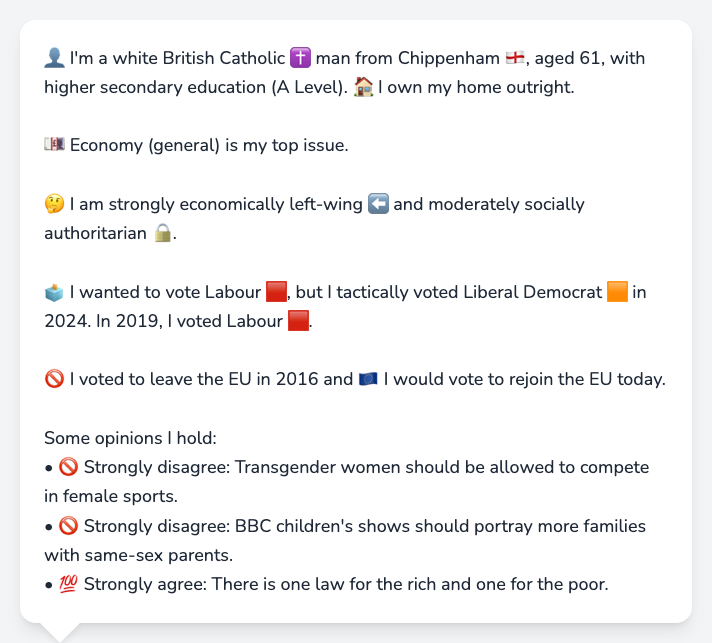 👤 I'm a white British Catholic ✝️ man from Chippenham 🏴󠁧󠁢󠁥󠁮󠁧󠁿, aged 61, with
higher secondary education (A Level). 🏠 I own my home outright.
💷 Economy (general) is my top issue.
🤔 I am strongly economically left-wing ⬅️ and moderately socially
authoritarian 🔒.
🗳️ I wanted to vote Labour 🟥, but I tactically voted Liberal Democrat 🟧 in
2024. In 2019, I voted Labour 🟥.
🚫 I voted to leave the EU in 2016 and 🇪🇺 I would vote to rejoin the EU today.
Some opinions I hold:
• 🚫 Strongly disagree: Transgender women should be allowed to compete
in female sports.
• 🚫 Strongly disagree: BBC children's shows should portray more families
with same-sex parents.
• 💯 Strongly agree: There is one law for the rich and one for the poor.